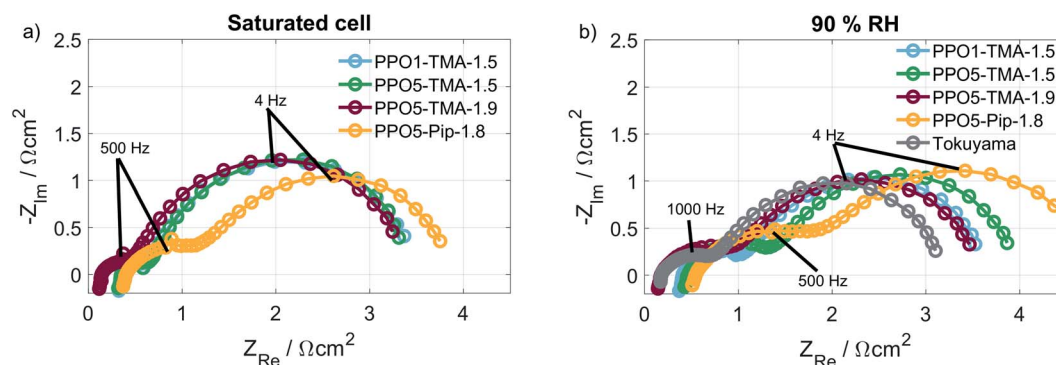 a)
Saturated cell
2.5
2
1.5
1
0.5
0
-Z_Im / Ωcm²
0 1 2 3 4
Z_Re / Ωcm²
500 Hz
4 Hz
PPO1-TMA-1.5
PPO5-TMA-1.5
PPO5-TMA-1.9
PPO5-Pip-1.8
b)
90 % RH
2.5
2
1.5
1
0.5
0
-Z_Im / Ωcm²
0 1 2 3 4
Z_Re / Ωcm²
1000 Hz
4 Hz
500 Hz
PPO1-TMA-1.5
PPO5-TMA-1.5
PPO5-TMA-1.9
PPO5-Pip-1.8
Tokuyama